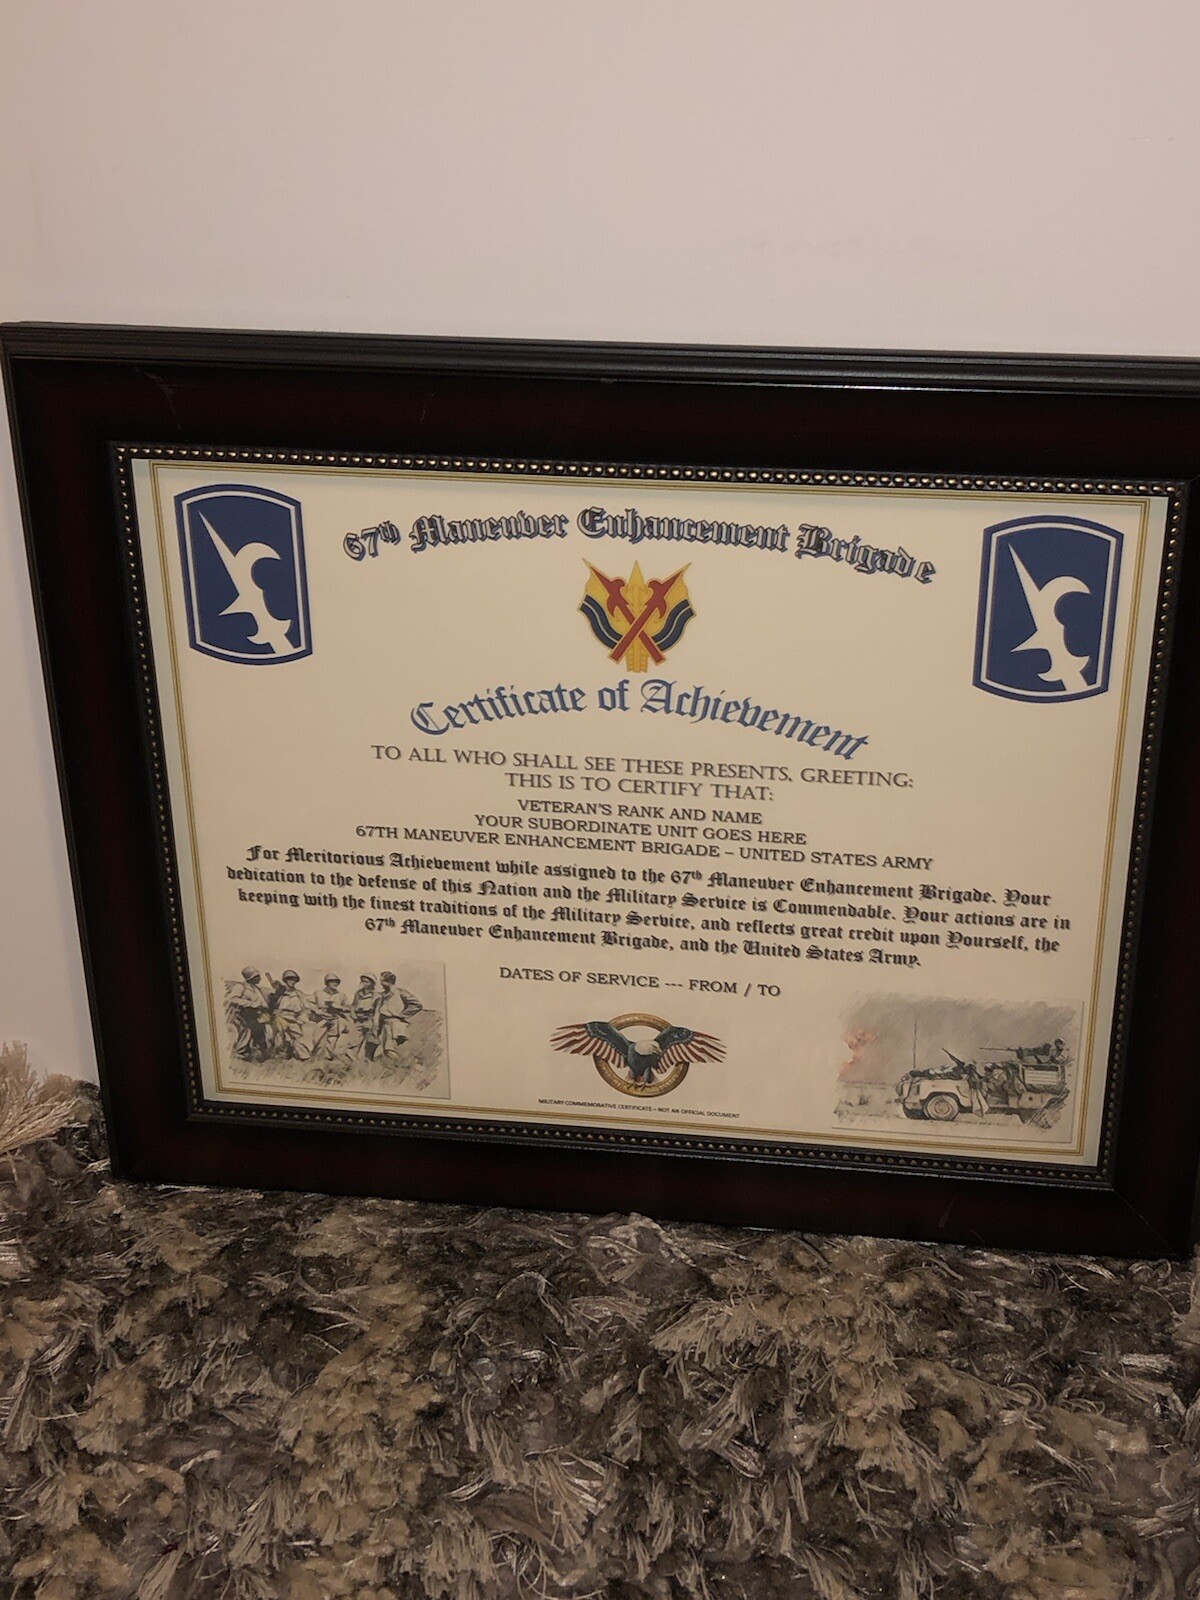 67th Maneuver Enhancement Brigade
Certificate of Achievement
TO ALL WHO SHALL SEE THESE PRESENTS, GREETING:
THIS IS TO CERTIFY THAT:
VETERAN'S RANK AND NAME
YOUR SUBORDINATE UNIT GOES HERE
67TH MANEUVER ENHANCEMENT BRIGADE – UNITED STATES ARMY
For Meritorious Achievement while assigned to the 67th Maneuver Enhancement Brigade. Your
dedication to the defense of this Nation and the Military Service is Commendable. Your actions are in
keeping with the finest traditions of the Military Service, and reflects great credit upon Yourself, the
67th Maneuver Enhancement Brigade, and the United States Army.
DATES OF SERVICE --- FROM / TO
MILITARY COMMEMORATIVE CERTIFICATE – NOT AN OFFICIAL DOCUMENT